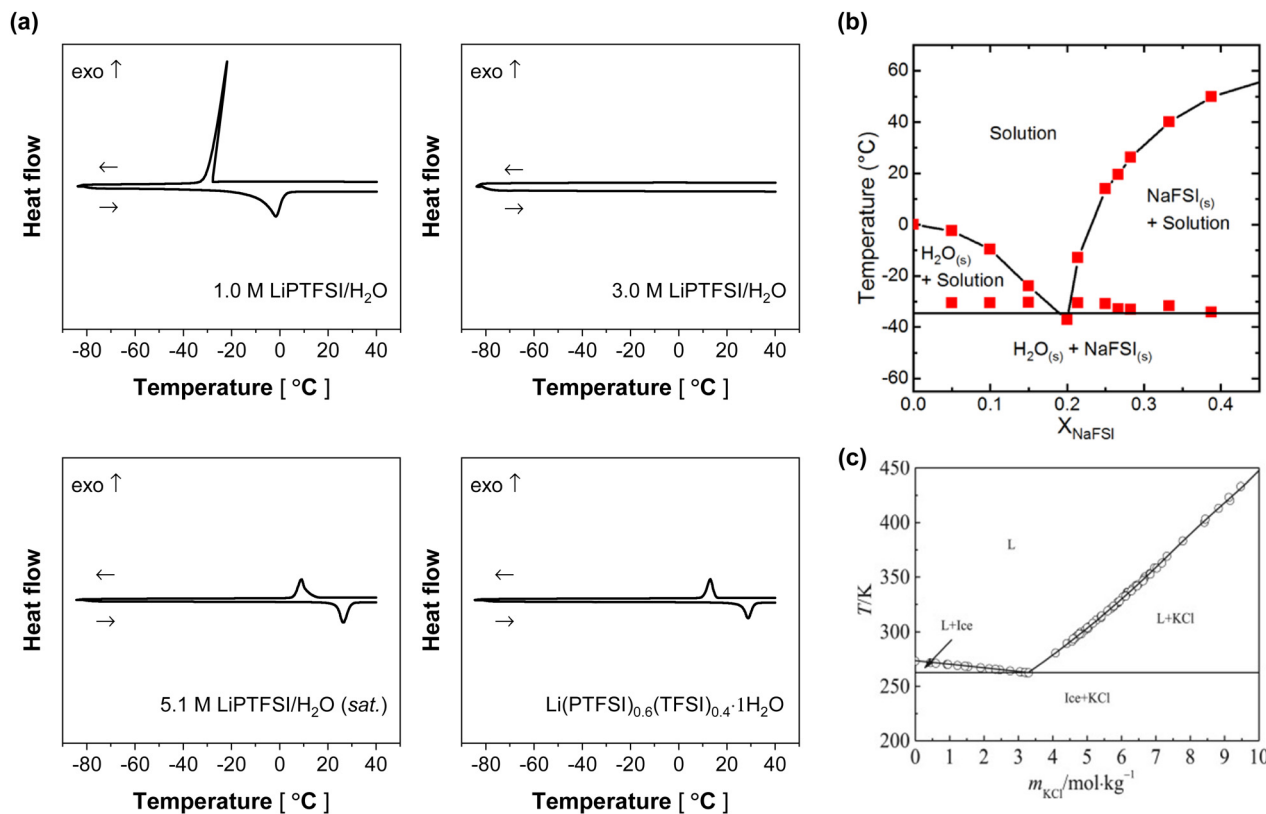 (a)
exo ↑
←
→
Heat flow
1.0 M LiPTFSI/H₂O
-80 -60 -40 -20 0 20 40
Temperature [ °C ]
exo ↑
←
→
Heat flow
3.0 M LiPTFSI/H₂O
-80 -60 -40 -20 0 20 40
Temperature [ °C ]
exo ↑
←
→
Heat flow
5.1 M LiPTFSI/H₂O (sat.)
-80 -60 -40 -20 0 20 40
Temperature [ °C ]
exo ↑
←
→
Heat flow
Li(PTFSI)₀.₆(TFSI)₀.₄·1H₂O
-80 -60 -40 -20 0 20 40
Temperature [ °C ]
(b)
Temperature (°C)
60
40
20
0
-20
-40
-60
Solution
NaFSI(s)
+ Solution
H₂O(s)
+ Solution
H₂O(s) + NaFSI(s)
0.0 0.1 0.2 0.3 0.4
X_NaFSI
(c)
T/K
450
400
350
300
250
200
L
L+Ice
L+KCl
Ice+KCl
0 1 2 3 4 5 6 7 8 9 10
m_KCl/mol·kg⁻¹